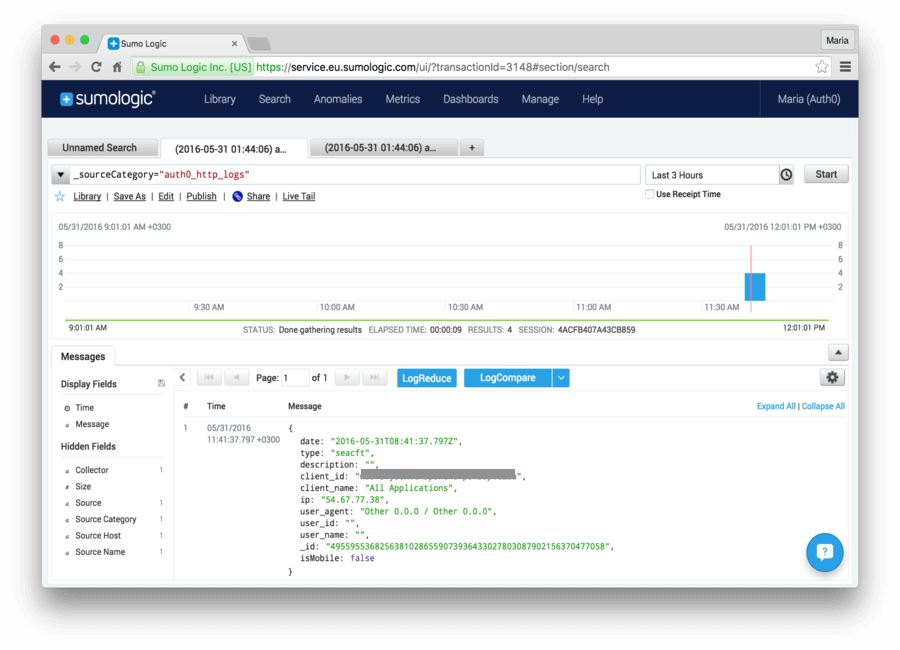 Sumo Logic
Maria
Sumo Logic Inc. [US] https://service.eu.sumologic.com/ui/?transactionId=3148#section/search
sumologic Library Search Anomalies Metrics Dashboards Manage Help Maria (Auth0)
Unnamed Search (2016-05-31 01:44:06) a... (2016-05-31 01:44:06) a... +
_sourceCategory="auth0_http_logs" Last 3 Hours Start
Library | Save As | Edit | Publish | Share | Live Tail Use Receipt Time
05/31/2016 9:01:01 AM +0300 05/31/2016 12:01:01 PM +0300
8 8
6 6
4 4
2 2
9:30 AM 10:00 AM 10:30 AM 11:00 AM 11:30 AM
9:01:01 AM STATUS: Done gathering results ELAPSED TIME: 00:00:09 RESULTS: 4 SESSION: 4ACFB407A43CB859 12:01:01 PM
Messages
Display Fields
Time
a Message
Hidden Fields
a Collector 1
# Size
a Source 1
a Source Category 1
a Source Host 1
a Source Name 1
Page: 1 of 1 LogReduce LogCompare
# Time Message Expand All | Collapse All
1 05/31/2016 {
11:41:37.797 +0300
date: "2016-05-31T08:41:37.797Z",
type: "seacft",
description: "",
client_id: "
",
client_name: "All Applications",
ip: "54.67.77.38",
user_agent: "Other 0.0.0 / Other 0.0.0",
user_id: "",
user_name: "",
_id: "49559553682563810286559073936433027803087902156370477058",
isMobile: false
}